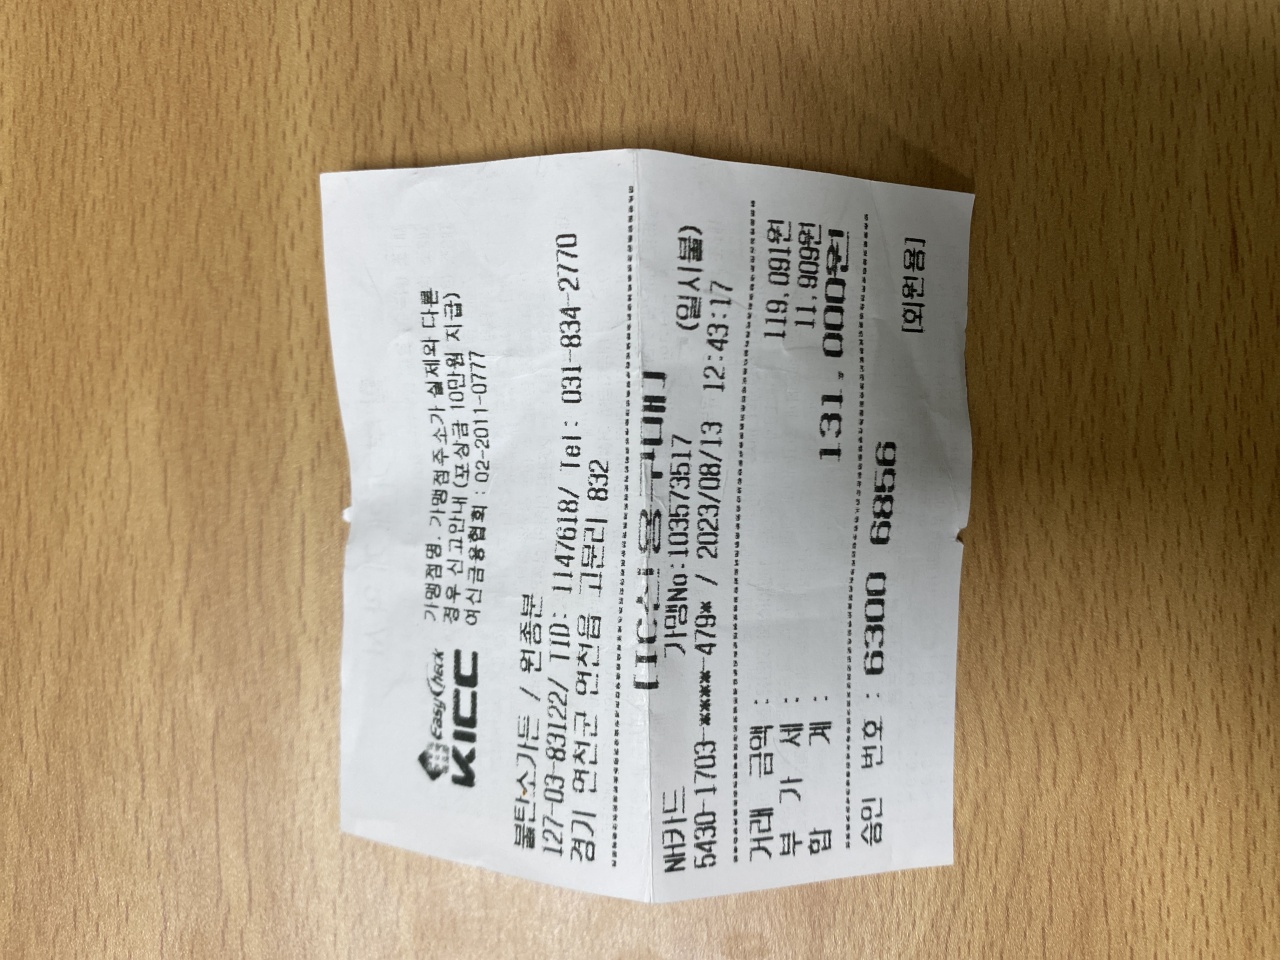 EasyCheck
KICC
가맹점명, 가맹점주소가 실제와 다른
경우 신고안내 (포상금 10만원 지급)
여신금융협회 : 02-2011-0777
불탄소가든 / 원종분
127-03-83122/ TID: 1147618/ Tel: 031-834-2770
경기 연천군 연천읍 고문리 832
[IC신용구매]
NH카드 가맹No:103573517 (일시불)
5430-1703-****-479* / 2023/08/13 12:43:17
거래 금액 : 119,091원
부 가 세 : 11,909원
합 계 : 131,000원
승인 번호 : 6300 6856
[회원용]